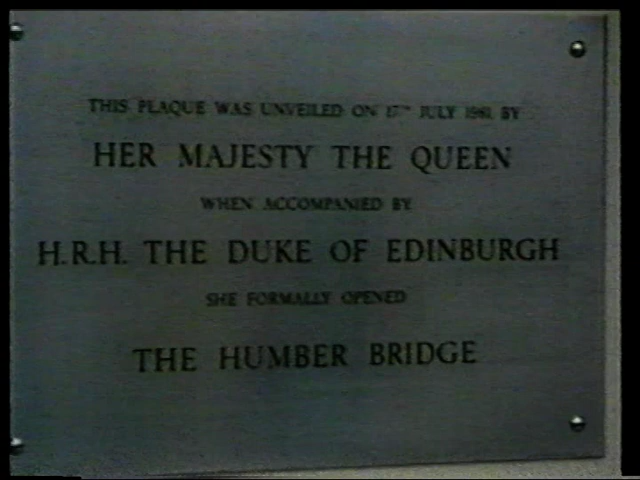 THIS PLAQUE WAS UNVEILED ON 17TH JULY 1981 BY
HER MAJESTY THE QUEEN
WHEN ACCOMPANIED BY
H.R.H. THE DUKE OF EDINBURGH
SHE FORMALLY OPENED
THE HUMBER BRIDGE